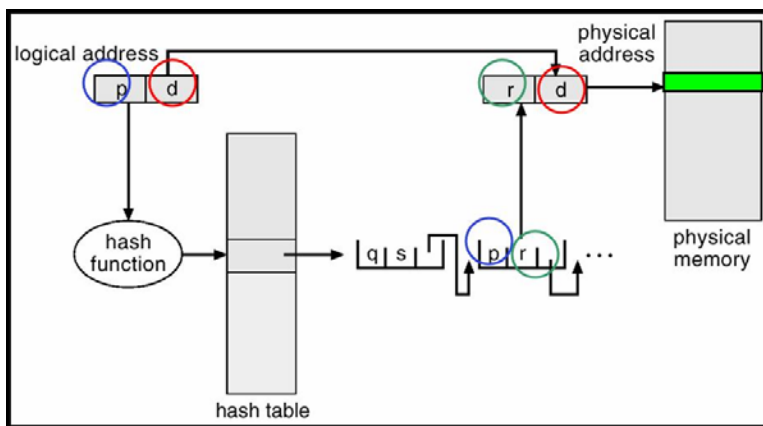 logical address
p d
physical
address
r d
hash
function
q s
p r
...
physical
memory
hash table